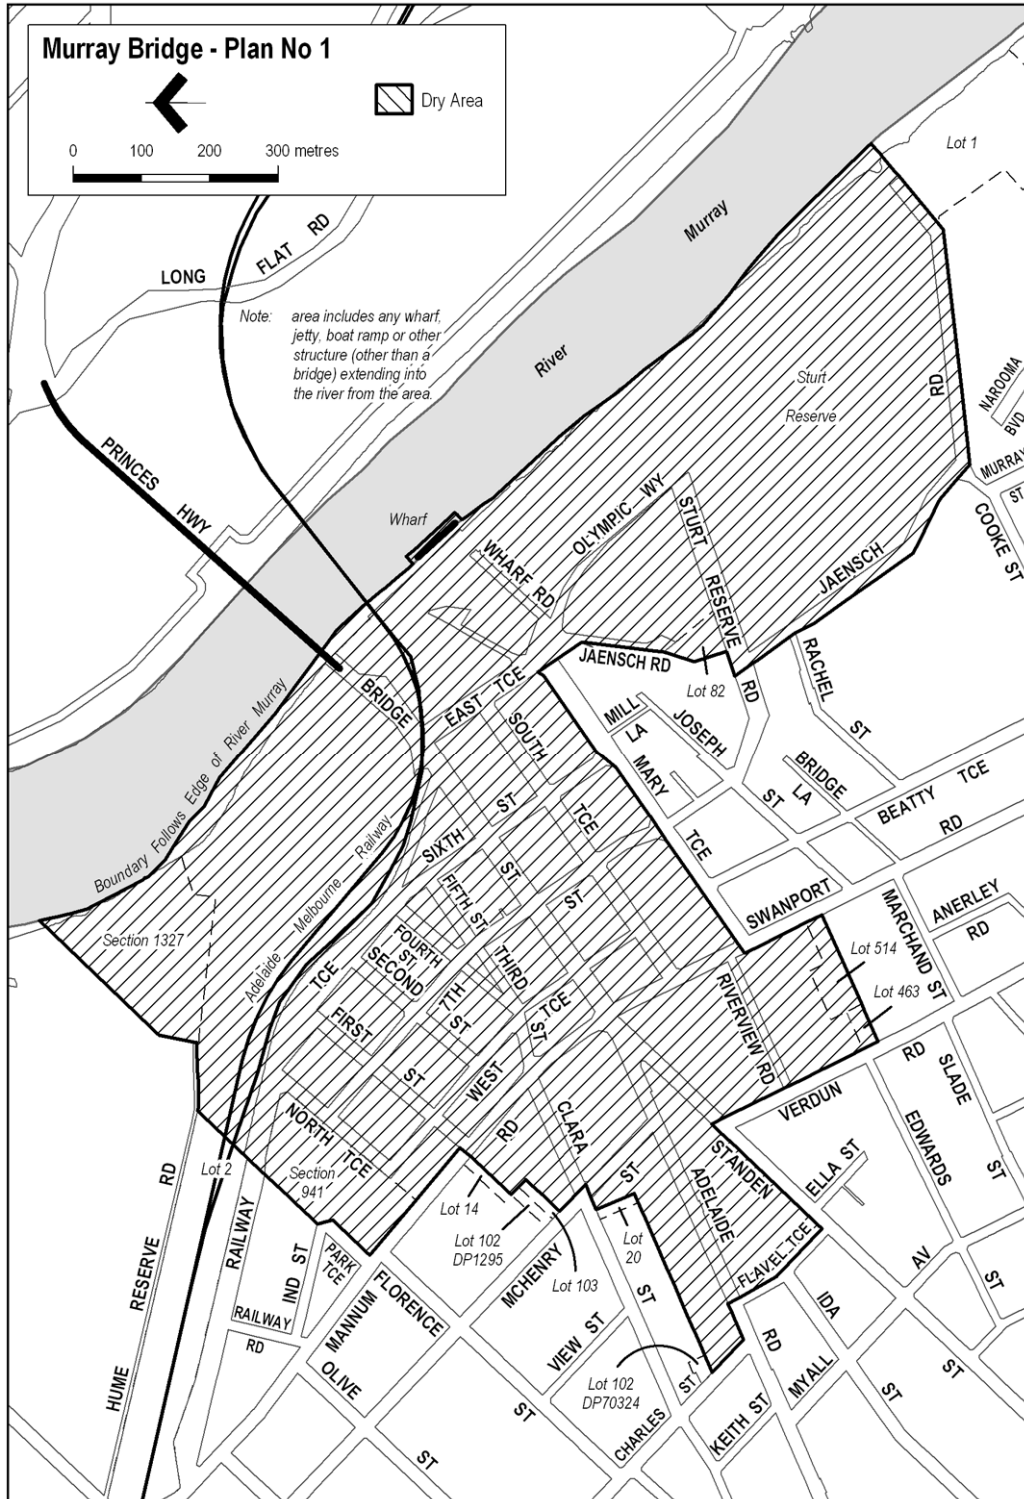 Murray Bridge - Plan No 1
Dry Area
0 100 200 300 metres
Lot 1
LONG FLAT RD
Murray
River
Note: area includes any wharf,
jetty, boat ramp or other
structure (other than a
bridge) extending into
the river from the area.
Sturt
Reserve
RD
NAROOMA
BVD
MURRAY
ST
COOKE ST
PRINCES HWY
Wharf
OLYMPIC WY
STURT RESERVE RD
WHARF RD
JAENSCH
JAENSCH RD
Lot 82
RACHEL ST
BRIDGE
EAST TCE
SOUTH TCE
MILL LA
JOSEPH ST
MARY TCE
BRIDGE LA
BEATTY TCE
RD
Boundary Follows Edge of River Murray
Adelaide Melbourne Railway
SIXTH ST
FIFTH ST
ST
ST
SWANPORT
MARCHAND ST
ANERLEY RD
Section 1327
FOURTH ST
SECOND
THIRD ST
TCE
7TH ST
FIRST ST
WEST TCE
RIVERVIEW RD
Lot 514
Lot 463
NORTH TCE
RD
CLARA ST
VERDUN RD
SLADE ST
EDWARDS AV
STANDEN
ELLA ST
ADELAIDE RD
FLAVEL TCE
Lot 2
Section
941
Lot 14
Lot 102
DP1295
Lot 103
Lot
20
ST
HUME RESERVE RD
RAILWAY
IND ST
PARK
TCE
RAILWAY RD
MANNUM
FLORENCE ST
MCHENRY
VIEW ST
OLIVE ST
Lot 102
DP70324
CHARLES ST
KEITH ST
MYALL
IDA ST
ST
ST